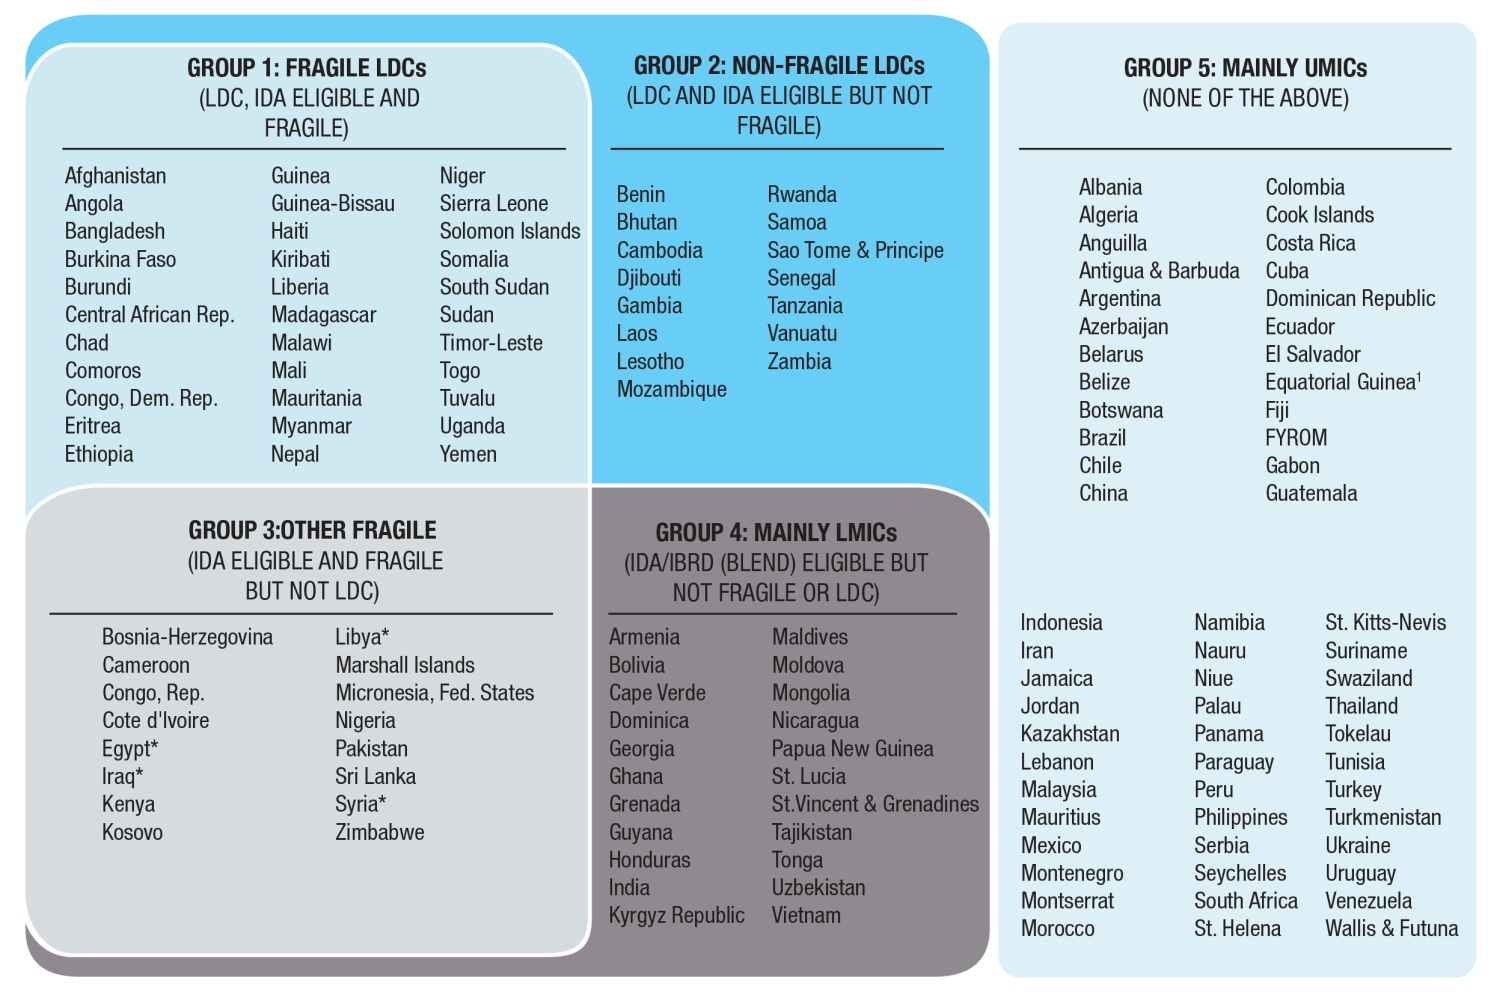 GROUP 1: FRAGILE LDCs
(LDC, IDA ELIGIBLE AND
FRAGILE)
Afghanistan
Angola
Bangladesh
Burkina Faso
Burundi
Central African Rep.
Chad
Comoros
Congo, Dem. Rep.
Eritrea
Ethiopia
Guinea
Guinea-Bissau
Haiti
Kiribati
Liberia
Madagascar
Malawi
Mali
Mauritania
Myanmar
Nepal
Niger
Sierra Leone
Solomon Islands
Somalia
South Sudan
Sudan
Timor-Leste
Togo
Tuvalu
Uganda
Yemen
GROUP 2: NON-FRAGILE LDCs
(LDC AND IDA ELIGIBLE BUT NOT
FRAGILE)
Benin
Bhutan
Cambodia
Djibouti
Gambia
Laos
Lesotho
Mozambique
Rwanda
Samoa
Sao Tome & Principe
Senegal
Tanzania
Vanuatu
Zambia
GROUP 3:OTHER FRAGILE
(IDA ELIGIBLE AND FRAGILE
BUT NOT LDC)
Bosnia-Herzegovina
Cameroon
Congo, Rep.
Cote d'Ivoire
Egypt*
Iraq*
Kenya
Kosovo
Libya*
Marshall Islands
Micronesia, Fed. States
Nigeria
Pakistan
Sri Lanka
Syria*
Zimbabwe
GROUP 4: MAINLY LMICs
(IDA/IBRD (BLEND) ELIGIBLE BUT
NOT FRAGILE OR LDC)
Armenia
Bolivia
Cape Verde
Dominica
Georgia
Ghana
Grenada
Guyana
Honduras
India
Kyrgyz Republic
Maldives
Moldova
Mongolia
Nicaragua
Papua New Guinea
St. Lucia
St.Vincent & Grenadines
Tajikistan
Tonga
Uzbekistan
Vietnam
GROUP 5: MAINLY UMICs
(NONE OF THE ABOVE)
Albania
Algeria
Anguilla
Antigua & Barbuda
Argentina
Azerbaijan
Belarus
Belize
Botswana
Brazil
Chile
China
Colombia
Cook Islands
Costa Rica
Cuba
Dominican Republic
Ecuador
El Salvador
Equatorial Guinea¹
Fiji
FYROM
Gabon
Guatemala
Indonesia
Iran
Jamaica
Jordan
Kazakhstan
Lebanon
Malaysia
Mauritius
Mexico
Montenegro
Montserrat
Morocco
Namibia
Nauru
Niue
Palau
Panama
Paraguay
Peru
Philippines
Serbia
Seychelles
South Africa
St. Helena
St. Kitts-Nevis
Suriname
Swaziland
Thailand
Tokelau
Tunisia
Turkey
Turkmenistan
Ukraine
Uruguay
Venezuela
Wallis & Futuna